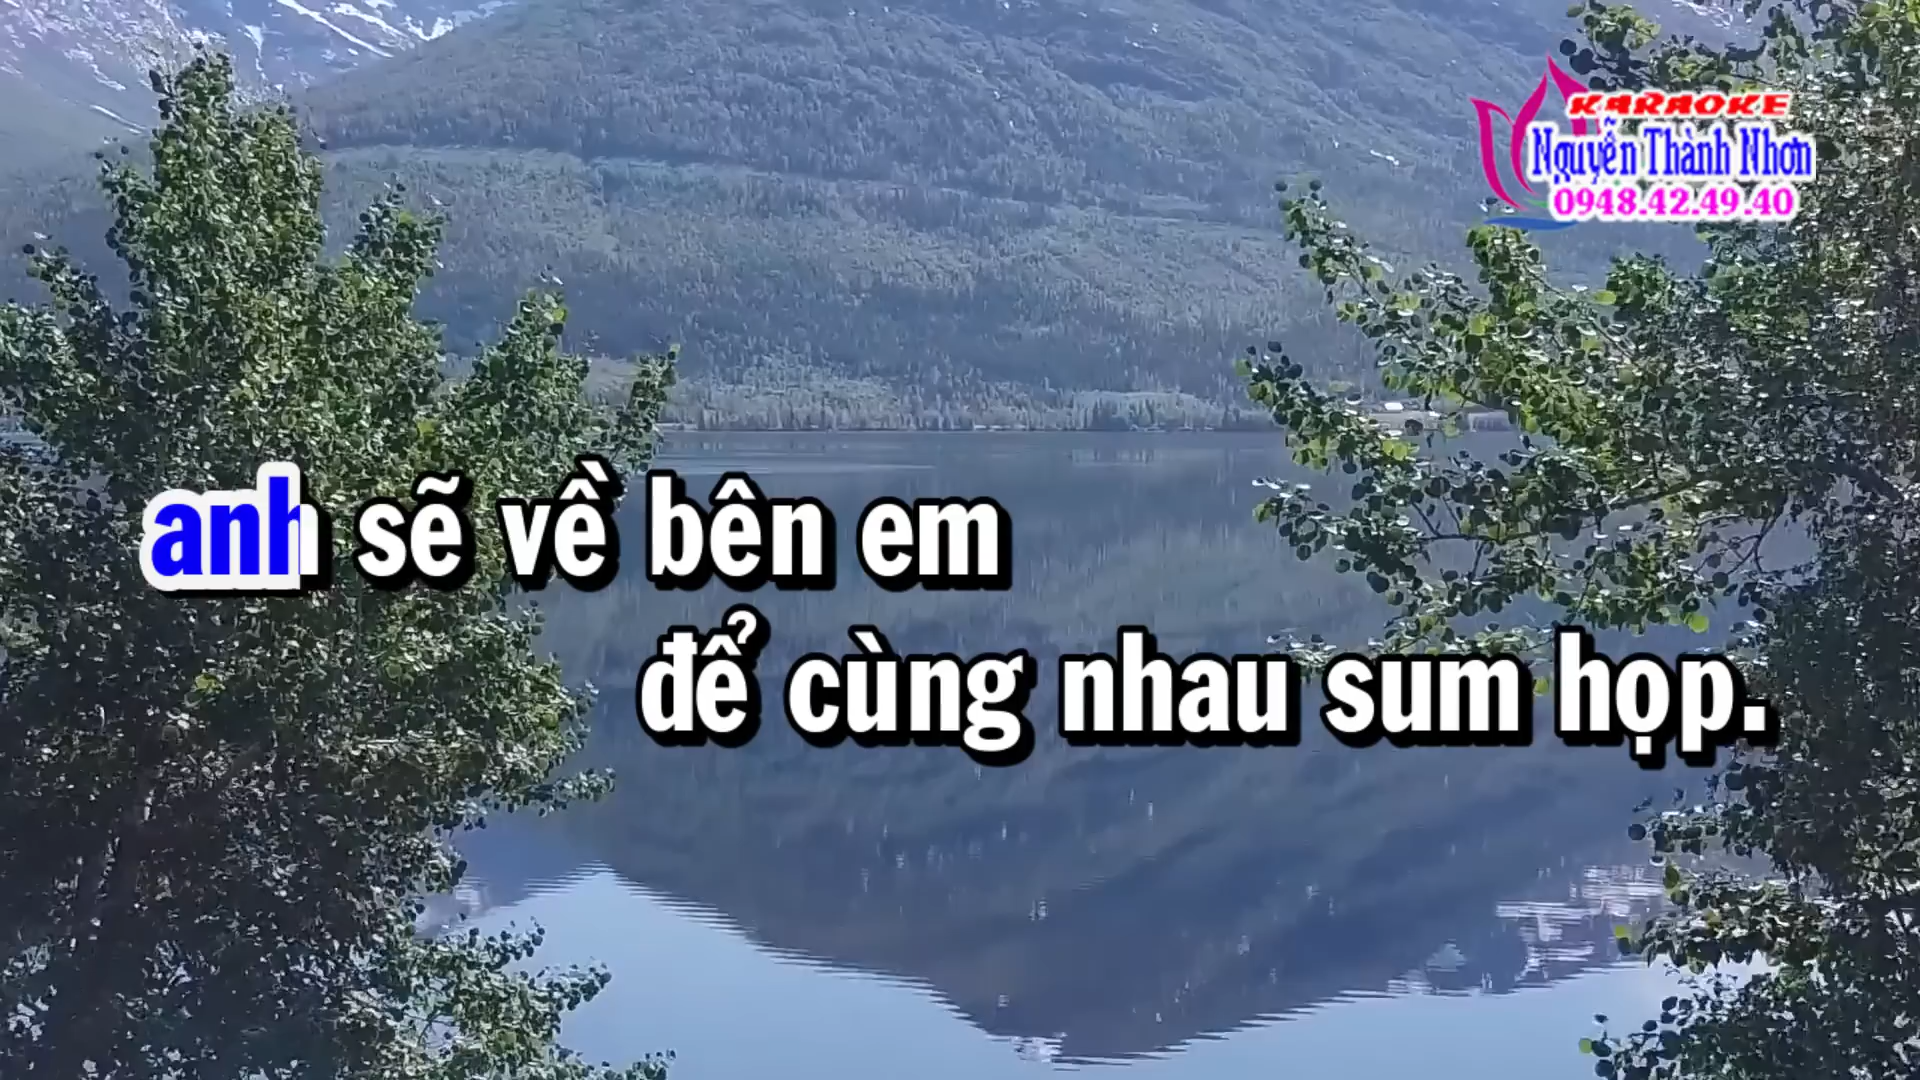 KARAOKE
Nguyễn Thành Nhơn
0948.42.49.40
anh sẽ về bên em
để cùng nhau sum họp.